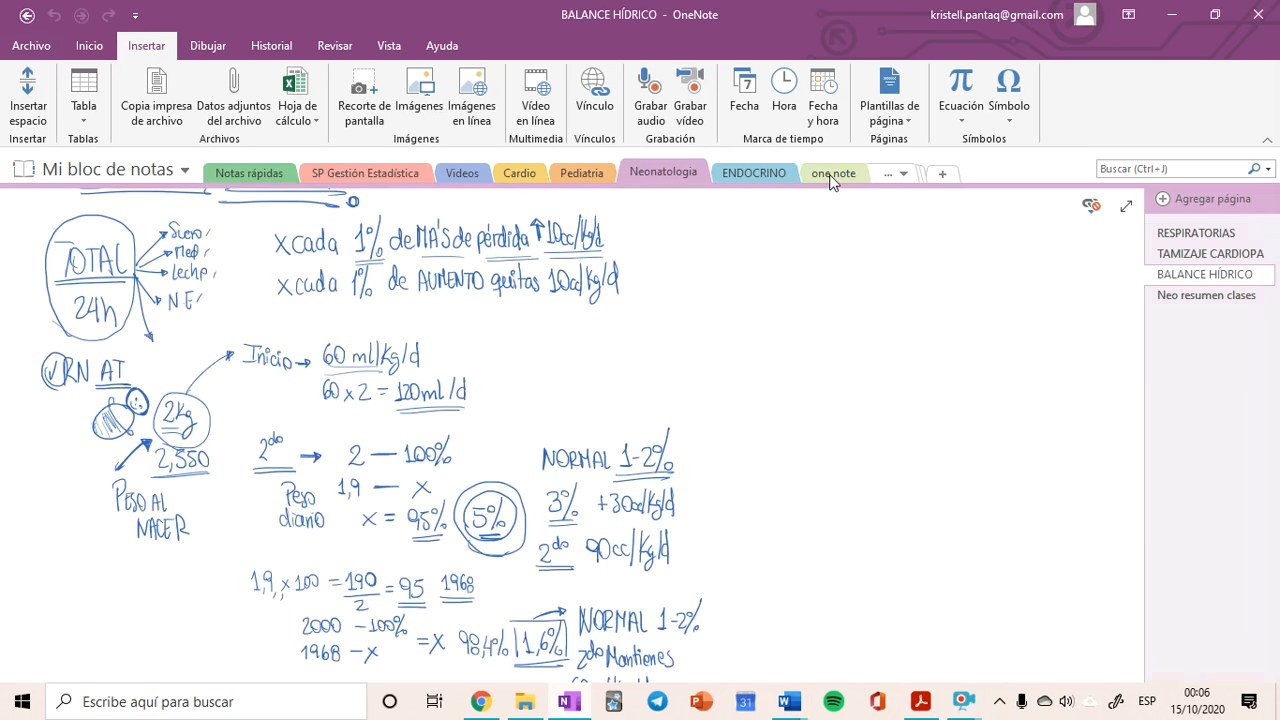 BALANCE HÍDRICO - OneNote
kristell.pantaq@gmail.com
Archivo Inicio Insertar Dibujar Historial Revisar Vista Ayuda
Insertar espacio
Tabla
Copia impresa de archivo
Datos adjuntos del archivo
Hoja de cálculo
Recorte de pantalla
Imágenes
Imágenes en línea
Vídeo en línea
Vínculo
Grabar audio
Grabar vídeo
Fecha
Hora
Fecha y hora
Plantillas de página
Ecuación
Símbolo
Insertar Tablas Archivos Imágenes Multimedia Vínculos Grabación Marca de tiempo Páginas Símbolos
Mi bloc de notas Notas rápidas SP Gestión Estadística Videos Cardio Pediatria Neonatologia ENDOCRINO one note ... +
Buscar (Ctrl+J)
Agregar página
RESPIRATORIAS
TAMIZAJE CARDIOPA
BALANCE HÍDRICO
Neo resumen clases
TOTAL
24h
Suero
Med
Leche
N.E
x cada 1% de MÁS de pérdida ↑ 10cc/kg/d
x cada 1% de AUMENTO quitas 10cc/kg/d
RN AT
2Kg
2,550
PESO AL
NACER
Inicio → 60 ml/kg/d
60 x 2 = 120 ml/d
2do → 2 — 100%
Peso diario
1,9 — x
x = 95%
5%
NORMAL 1-2%
3% +30cc/kg/d
2do 90cc/kg/d
1,9 x 100 = 190 = 95 1968
2
2000 - 100%
1968 - x
= x 98,4% 1,6%
NORMAL 1-2%
2do Mantienes
Escribe aquí para buscar
ESP
00:06
15/10/2020